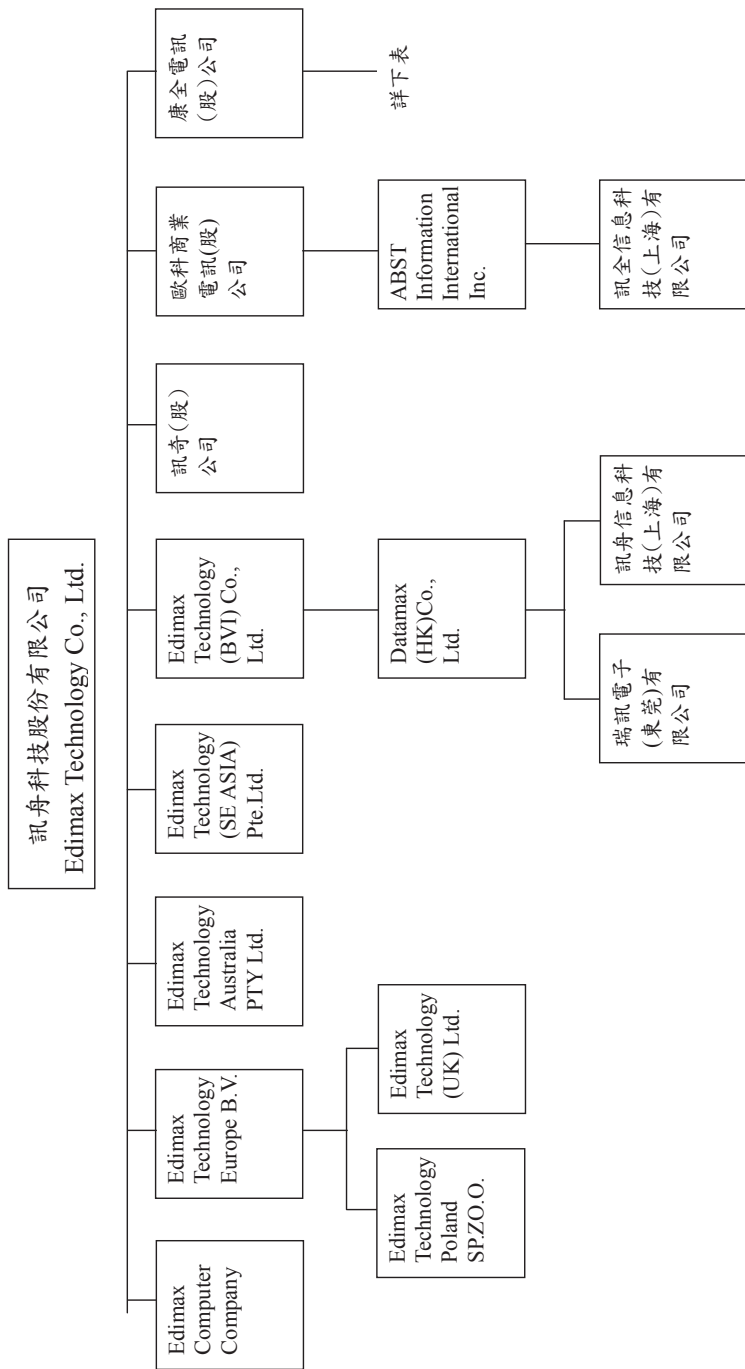 訊舟科技股份有限公司
Edimax Technology Co., Ltd.
Edimax
Computer
Company
Edimax
Technology
Europe B.V.
Edimax
Technology
Australia
PTY Ltd.
Edimax
Technology
(SE ASIA)
Pte.Ltd.
Edimax
Technology
(BVI) Co.,
Ltd.
訊奇(股)
公司
歐科商業
電訊(股)
公司
康全電訊
(股)公司
Edimax
Technology
Poland
SP.ZO.O.
Edimax
Technology
(UK) Ltd.
Datamax
(HK)Co.,
Ltd.
ABST
Information
International
Inc.
詳下表
瑞訊電子
(東莞)有
限公司
訊舟信息科
技(上海)有
限公司
訊全信息科
技(上海)有
限公司